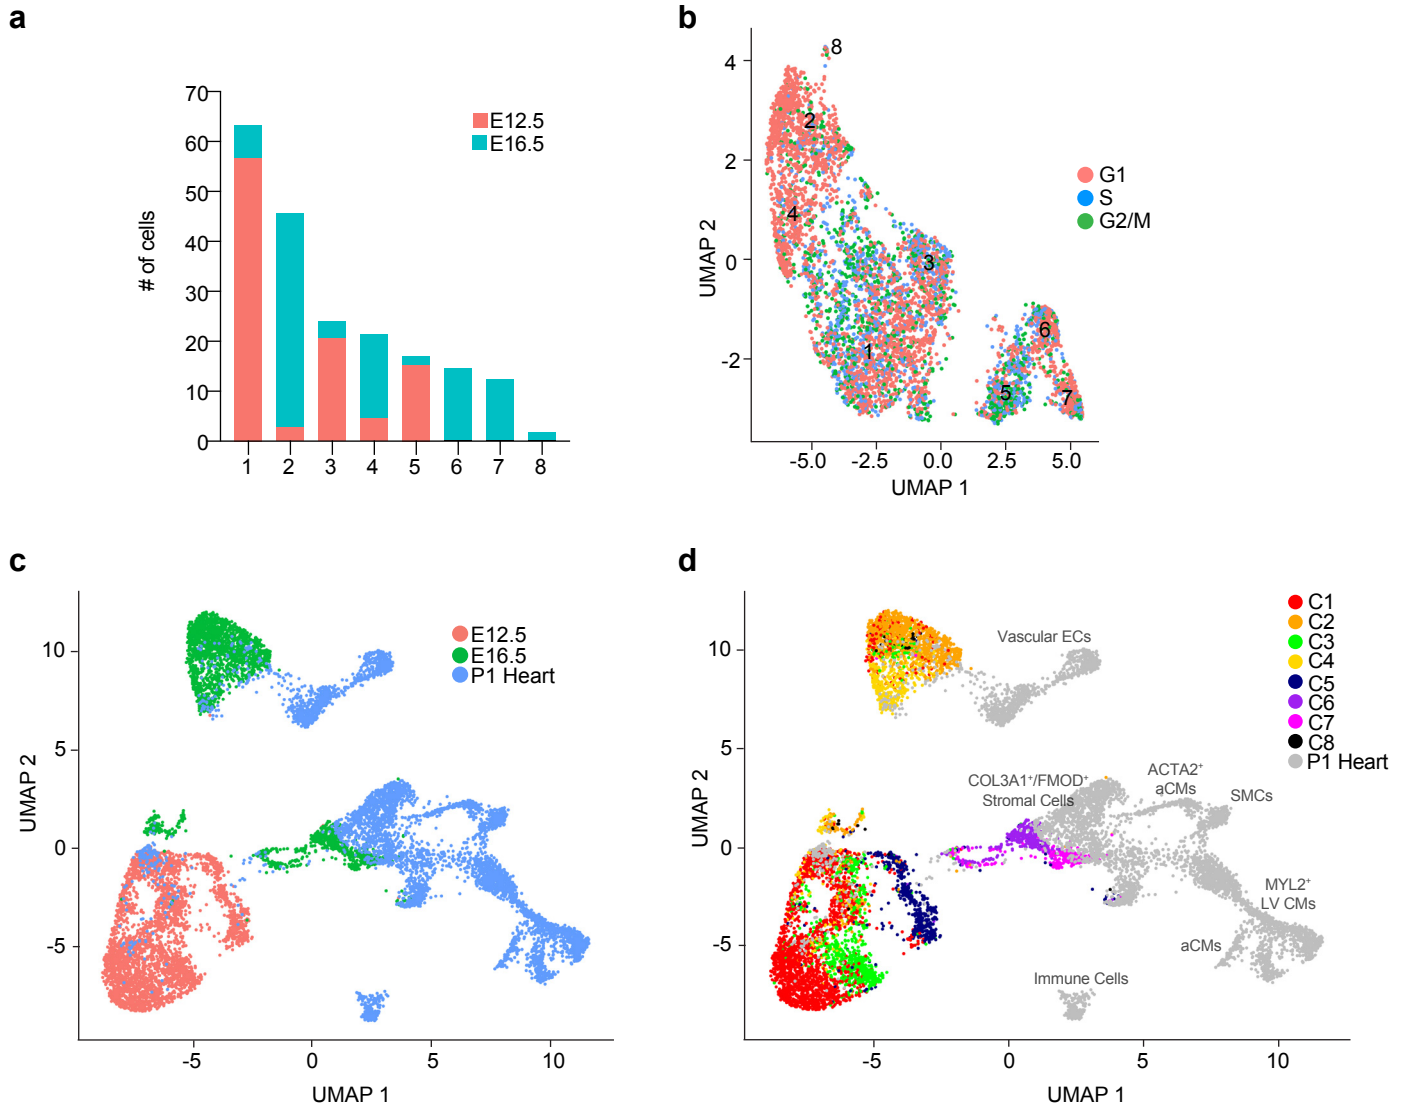 a
70
60
50
40
30
20
10
0
# of cells
1 2 3 4 5 6 7 8
E12.5
E16.5
b
4
2
0
-2
UMAP 2
8
2
4
3
1
6
5
7
-5.0 -2.5 0.0 2.5 5.0
UMAP 1
G1
S
G2/M
c
10
5
0
-5
UMAP 2
-5 0 5 10
UMAP 1
E12.5
E16.5
P1 Heart
d
10
5
0
-5
UMAP 2
-5 0 5 10
UMAP 1
Vascular ECs
COL3A1⁺/FMOD⁺
Stromal Cells
ACTA2⁺
aCMs
SMCs
MYL2⁺
LV CMs
aCMs
Immune Cells
C1
C2
C3
C4
C5
C6
C7
C8
P1 Heart